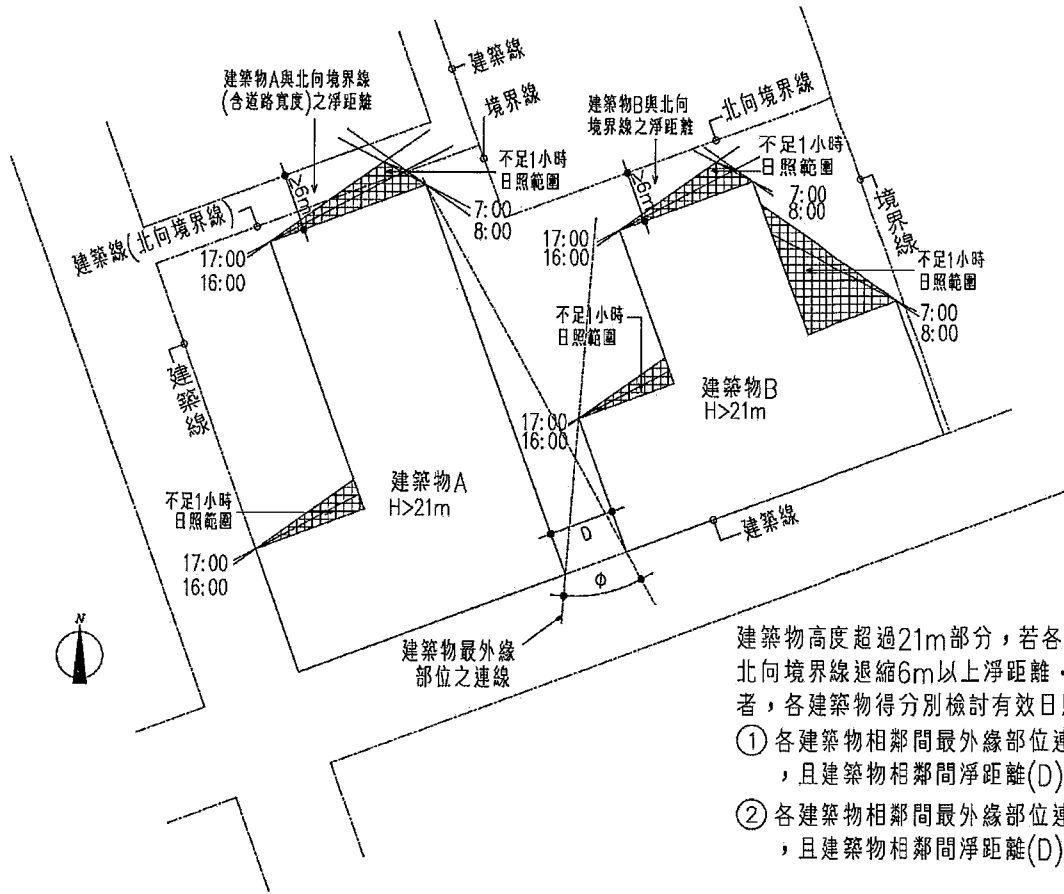 建築線
建築物A與北向境界線
(含道路寬度)之淨距離
境界線
建築物B與北向
境界線之淨距離
北向境界線
不足1小時
日照範圍
不足1小時
日照範圍
≥6m
≥6m
7:00
8:00
7:00
8:00
境界線
建築線(北向境界線)
17:00
16:00
17:00
16:00
不足1小時
日照範圍
不足1小時
日照範圍
7:00
8:00
建築線
建築物B
H>21m
17:00
16:00
建築物A
H>21m
不足1小時
日照範圍
17:00
16:00
D
建築線
φ
N
建築物最外緣
部位之連線
建築物高度超過21m部分,若各
北向境界線退縮6m以上淨距離,
者,各建築物得分別檢討有效日
① 各建築物相鄰間最外緣部位連
,且建築物相鄰間淨距離(D)
② 各建築物相鄰間最外緣部位連
,且建築物相鄰間淨距離(D)